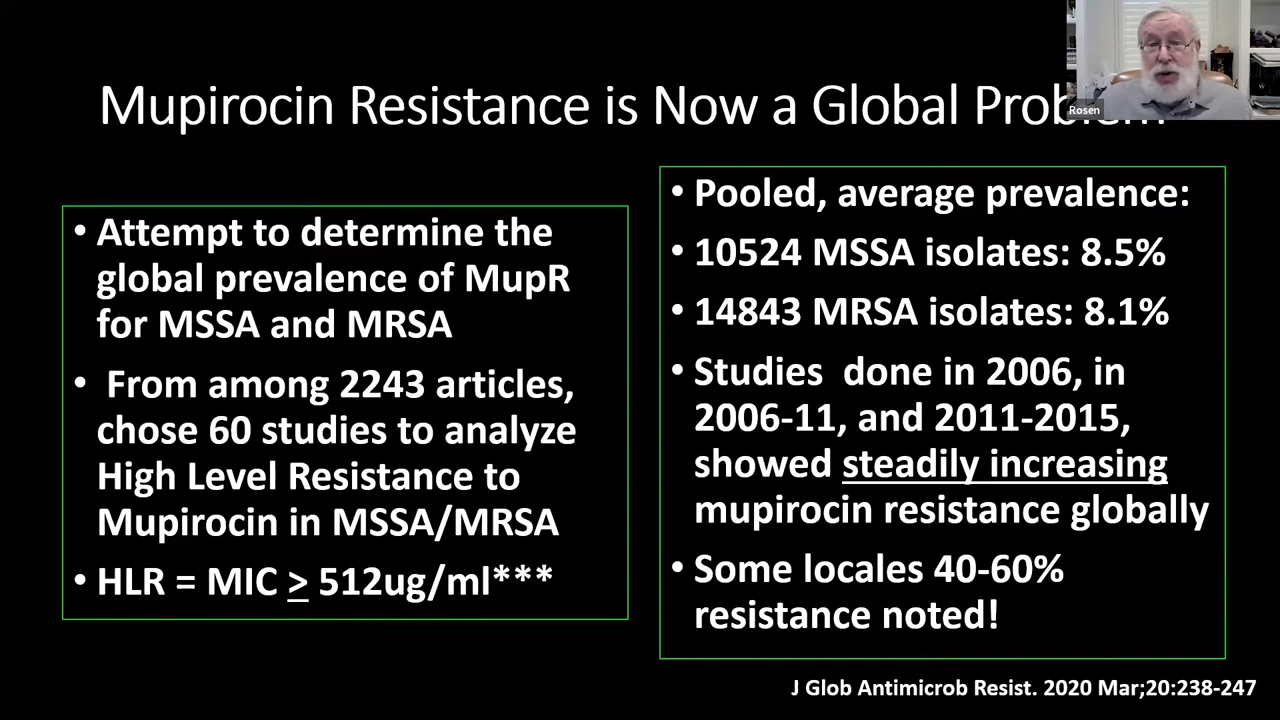 Mupirocin Resistance is Now a Global Problem
Rosen
• Attempt to determine the
global prevalence of MupR
for MSSA and MRSA
• From among 2243 articles,
chose 60 studies to analyze
High Level Resistance to
Mupirocin in MSSA/MRSA
• HLR = MIC ≥ 512ug/ml***
• Pooled, average prevalence:
• 10524 MSSA isolates: 8.5%
• 14843 MRSA isolates: 8.1%
• Studies done in 2006, in
2006-11, and 2011-2015,
showed steadily increasing
mupirocin resistance globally
• Some locales 40-60%
resistance noted!
J Glob Antimicrob Resist. 2020 Mar;20:238-247